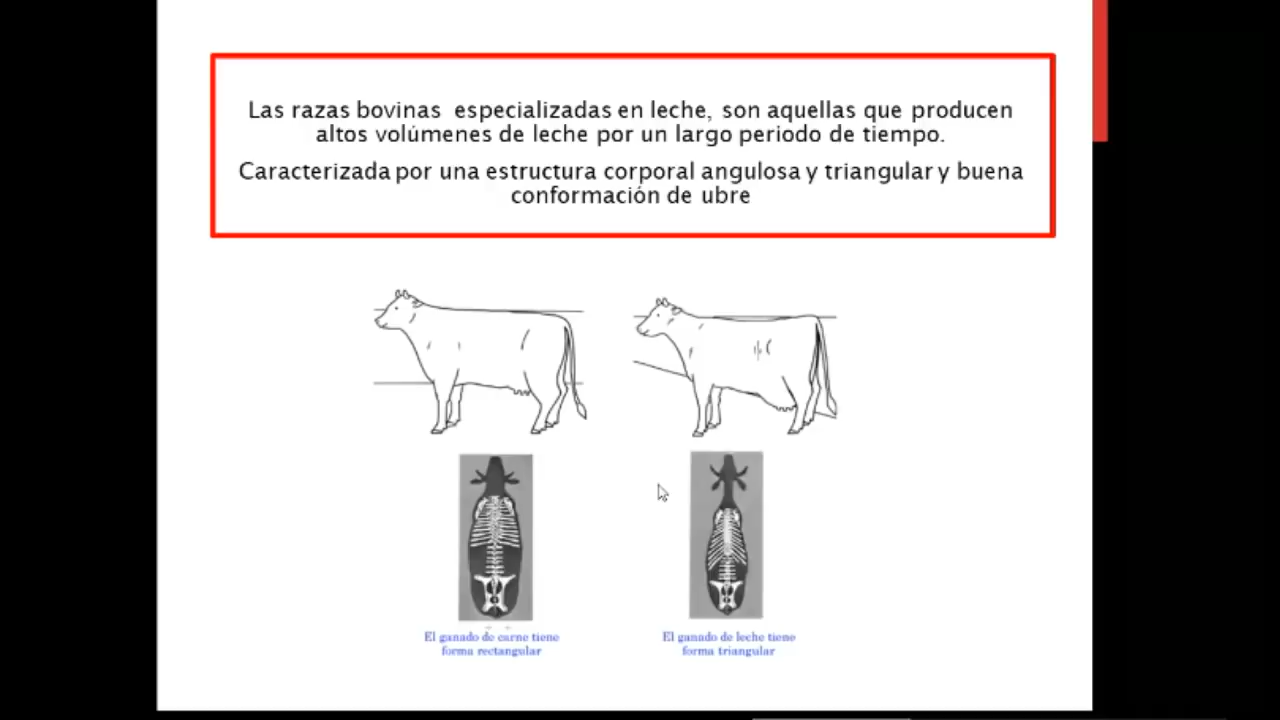 Las razas bovinas especializadas en leche, son aquellas que producen
altos volúmenes de leche por un largo periodo de tiempo.
Caracterizada por una estructura corporal angulosa y triangular y buena
conformación de ubre
El ganado de carne tiene
forma rectangular
El ganado de leche tiene
forma triangular